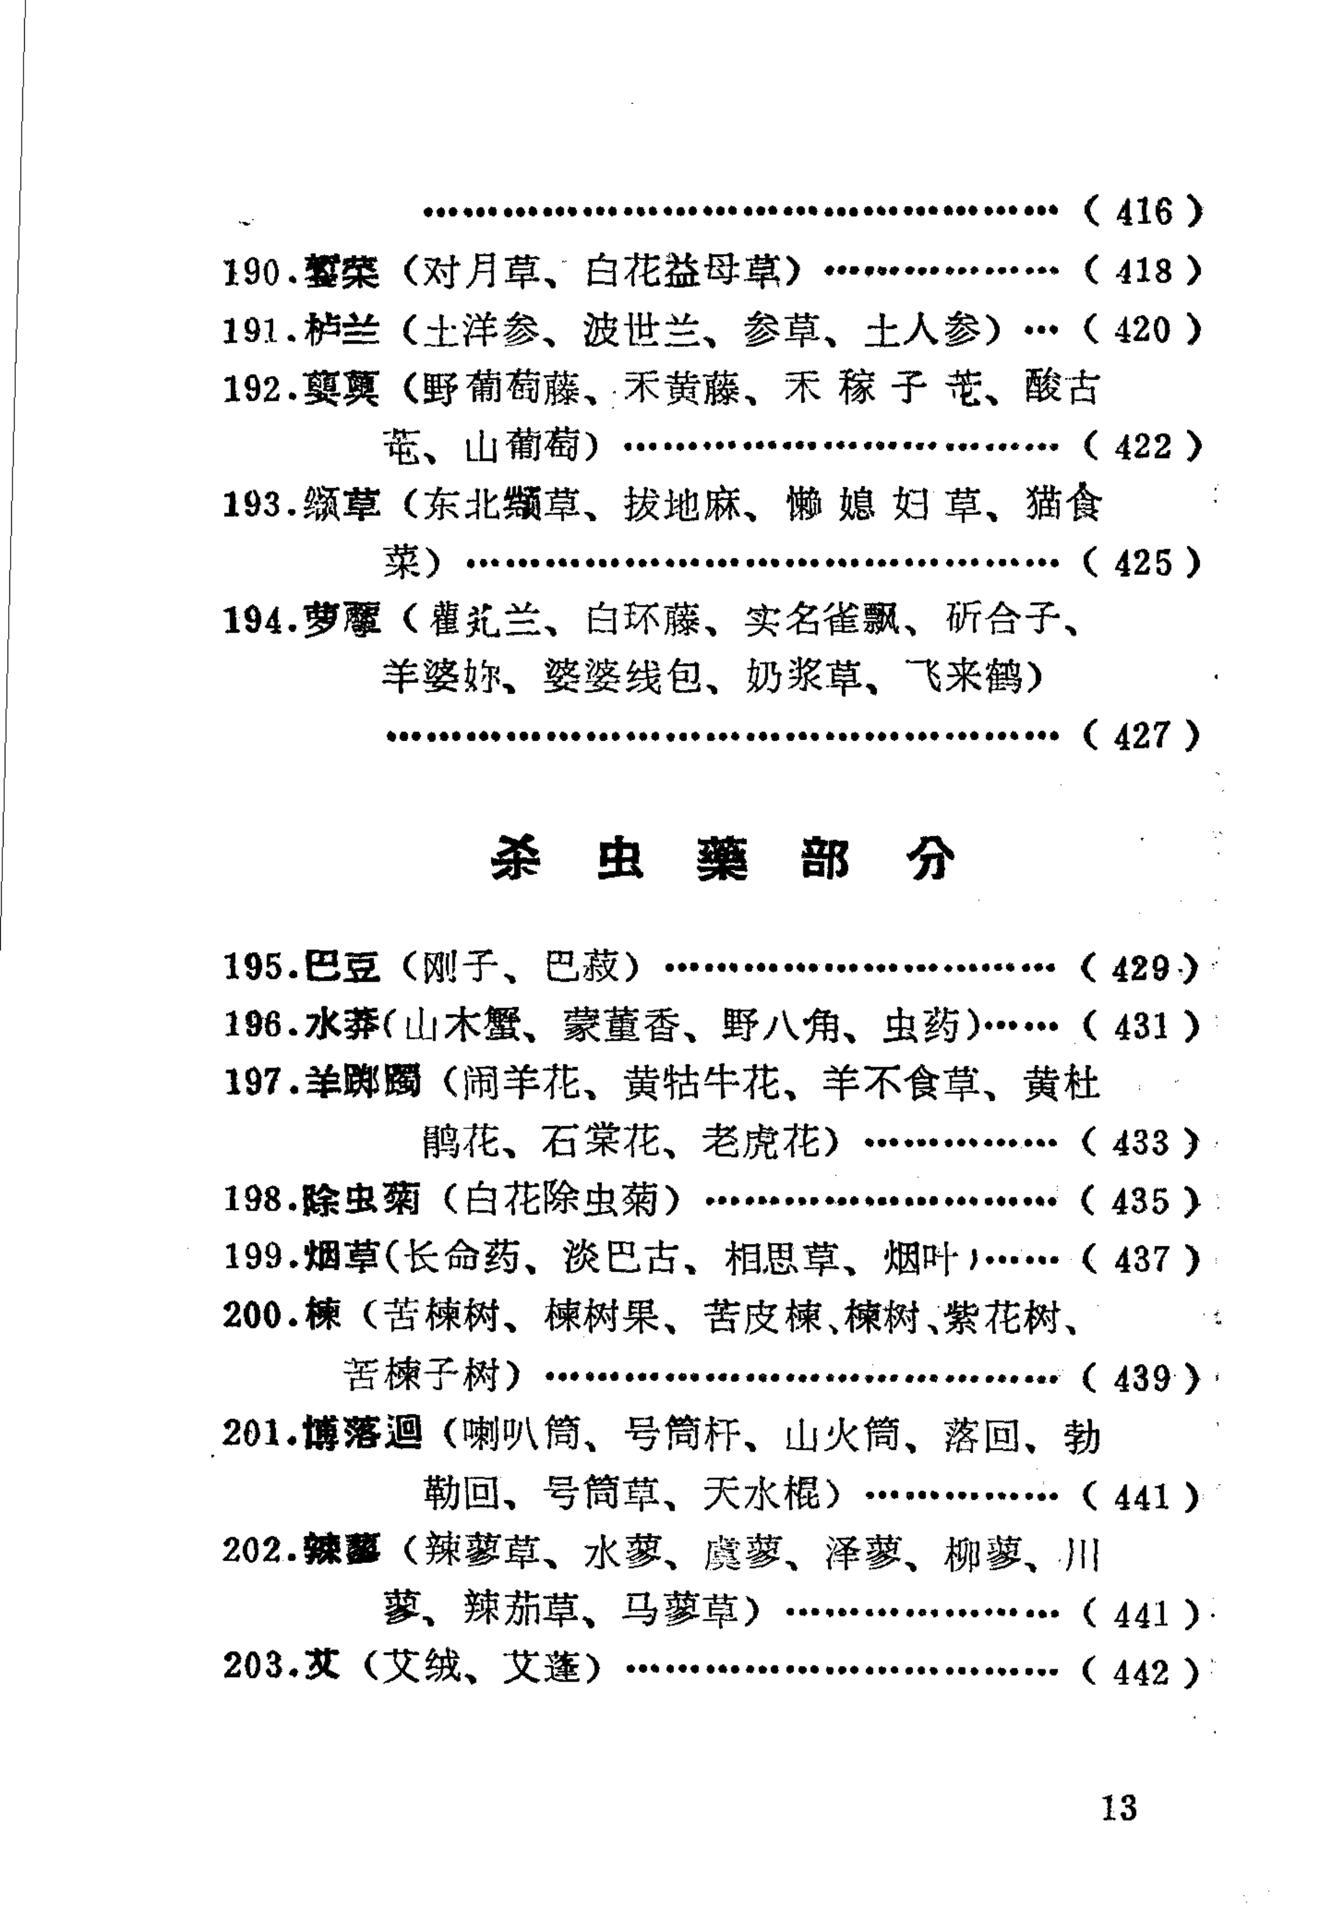 ……………………………………………（416）
190.錾菜（对月草、白花益母草）………………（418）
191.栌兰（土洋参、波世兰、参草、土人参）…（420）
192.蘡薁（野葡萄藤、禾黄藤、禾稼子芚、酸古
芚、山葡萄）………………………………（422）
193.缬草（东北缬草、拔地麻、懒媳妇草、猫食
菜）…………………………………………（425）
194.萝藦（雚芄兰、白环藤、实名雀飘、斫合子、
羊婆奶、婆婆线包、奶浆草、飞来鹤）
………………………………………………（427）
杀虫藥部分
195.巴豆（刚子、巴菽）…………………………（429）
196.水莽（山木蟹、蒙董香、野八角、虫药）……（431）
197.羊踯躅（闹羊花、黄牯牛花、羊不食草、黄杜
鹃花、石棠花、老虎花）……………（433）
198.除虫菊（白花除虫菊）………………………（435）
199.烟草（长命药、淡巴古、相思草、烟叶）……（437）
200.楝（苦楝树、楝树果、苦皮楝、楝树、紫花树、
苦楝子树）……………………………………（439）
201.博落迴（喇叭筒、号筒杆、山火筒、落回、勃
勒回、号筒草、天水棍）……………（441）
202.辣蓼（辣蓼草、水蓼、虞蓼、泽蓼、柳蓼、川
蓼、辣茄草、马蓼草）…………………（441）
203.艾（艾绒、艾蓬）……………………………（442）
13